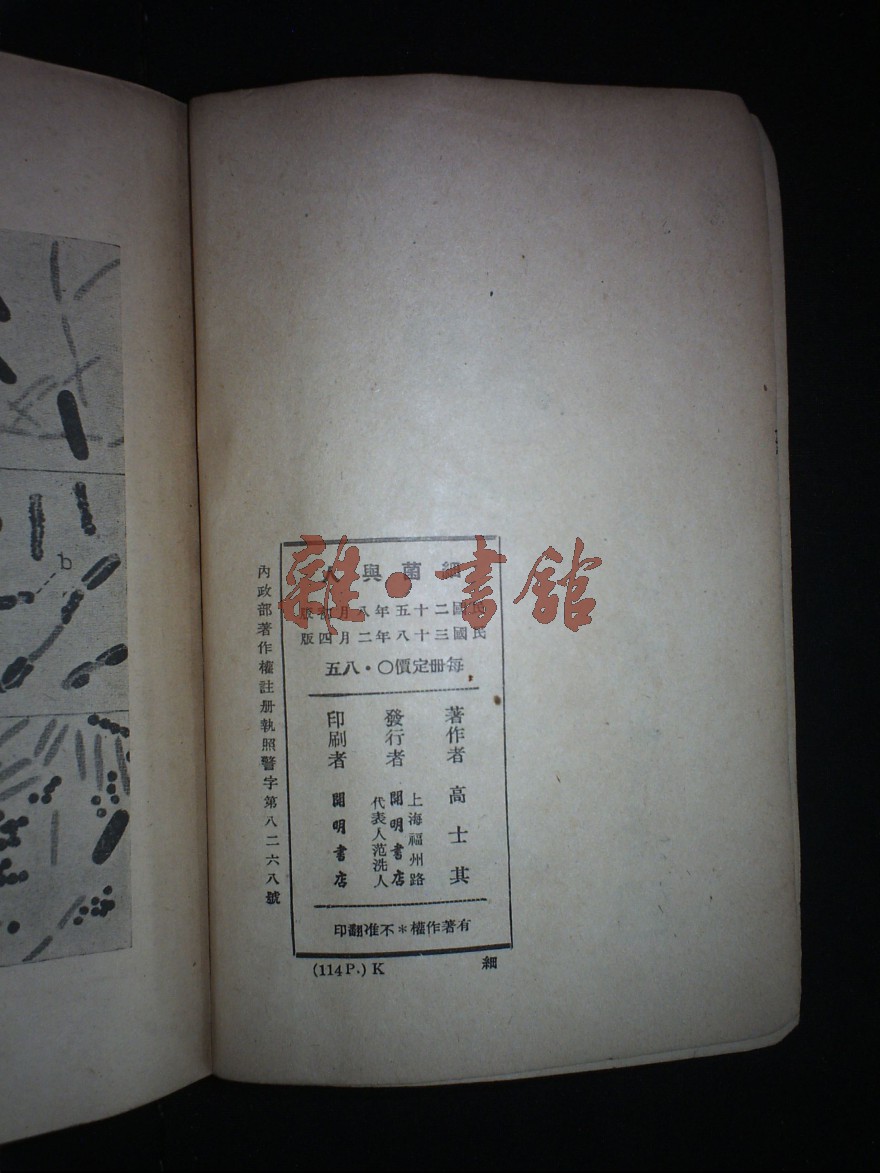 細菌與人
民國二十五年八月初版
民國三十八年二月四版
每冊定價〇·八五
著作者 高士其
發行者 上海福州路
開明書店
代表人范洗人
印刷者 開明書店
有著作權*不准翻印
內政部著作權註冊執照警字第八二六八號
(114P.) K 細
b
雜·書館